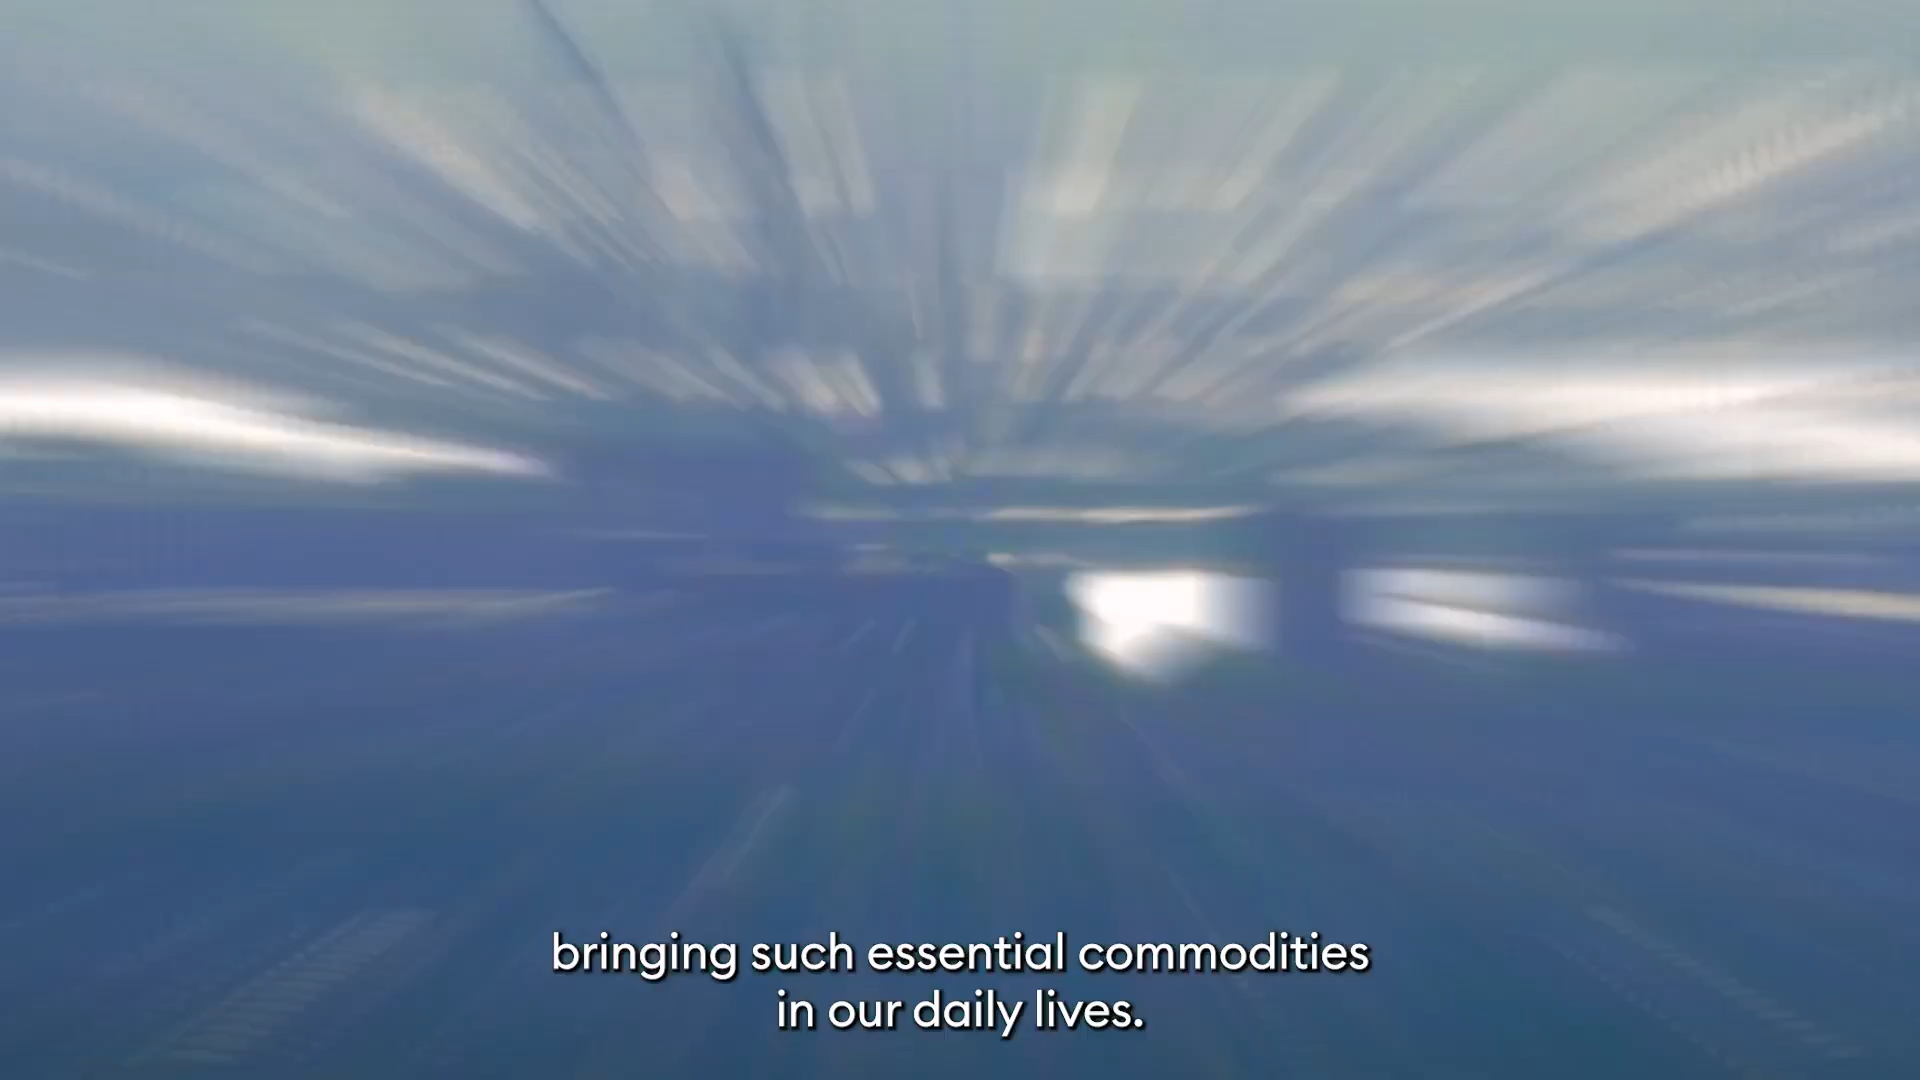 bringing such essential commodities
in our daily lives.